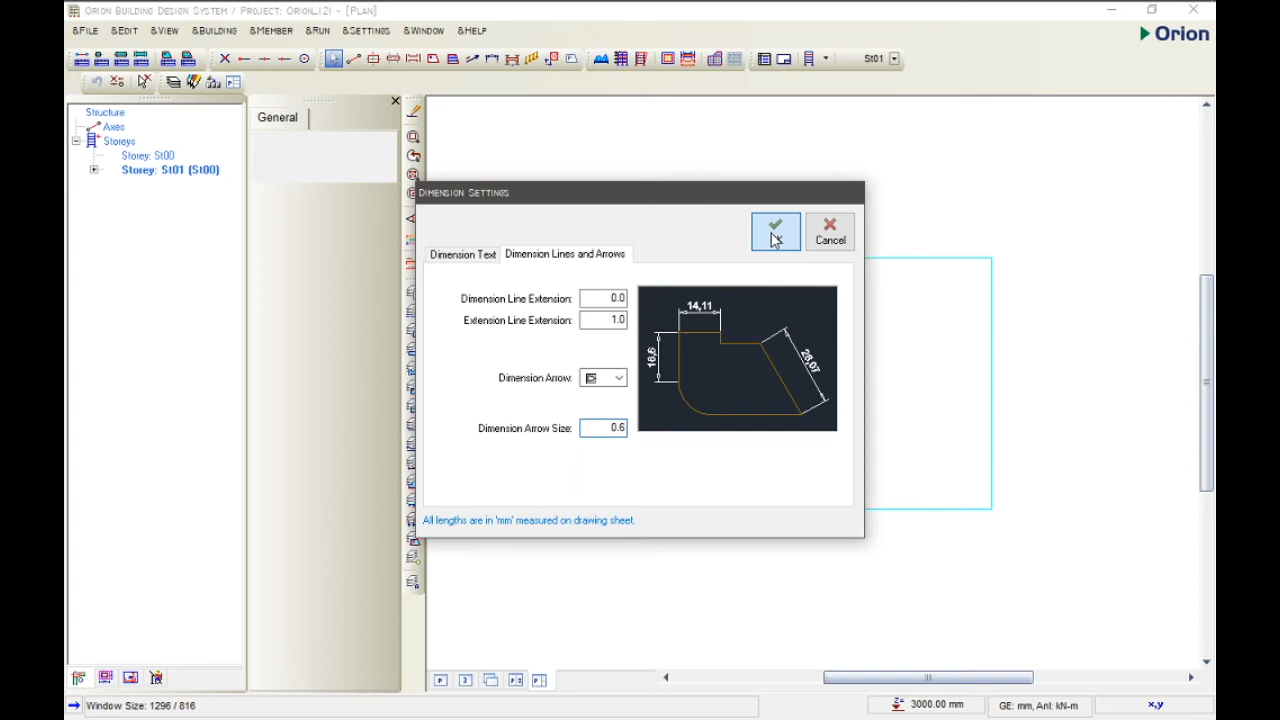 Orion Building Design System / Project: Orion_121 - [Plan]
&File &Edit &View &Building &Member &Run &Settings &Window &Help
Orion
St01
Structure
Axes
Storeys
Storey: St00
Storey: St01 (St00)
General
Dimension Settings
Cancel
Dimension Text
Dimension Lines and Arrows
Dimension Line Extension: 0.0
Extension Line Extension: 1.0
Dimension Arrow:
Dimension Arrow Size: 0.6
14,11
16,6
26,07
All lengths are in 'mm' measured on drawing sheet.
Window Size: 1296 / 816
Z= 3000.00 mm
GE: mm, Anl: kN-m
x,y